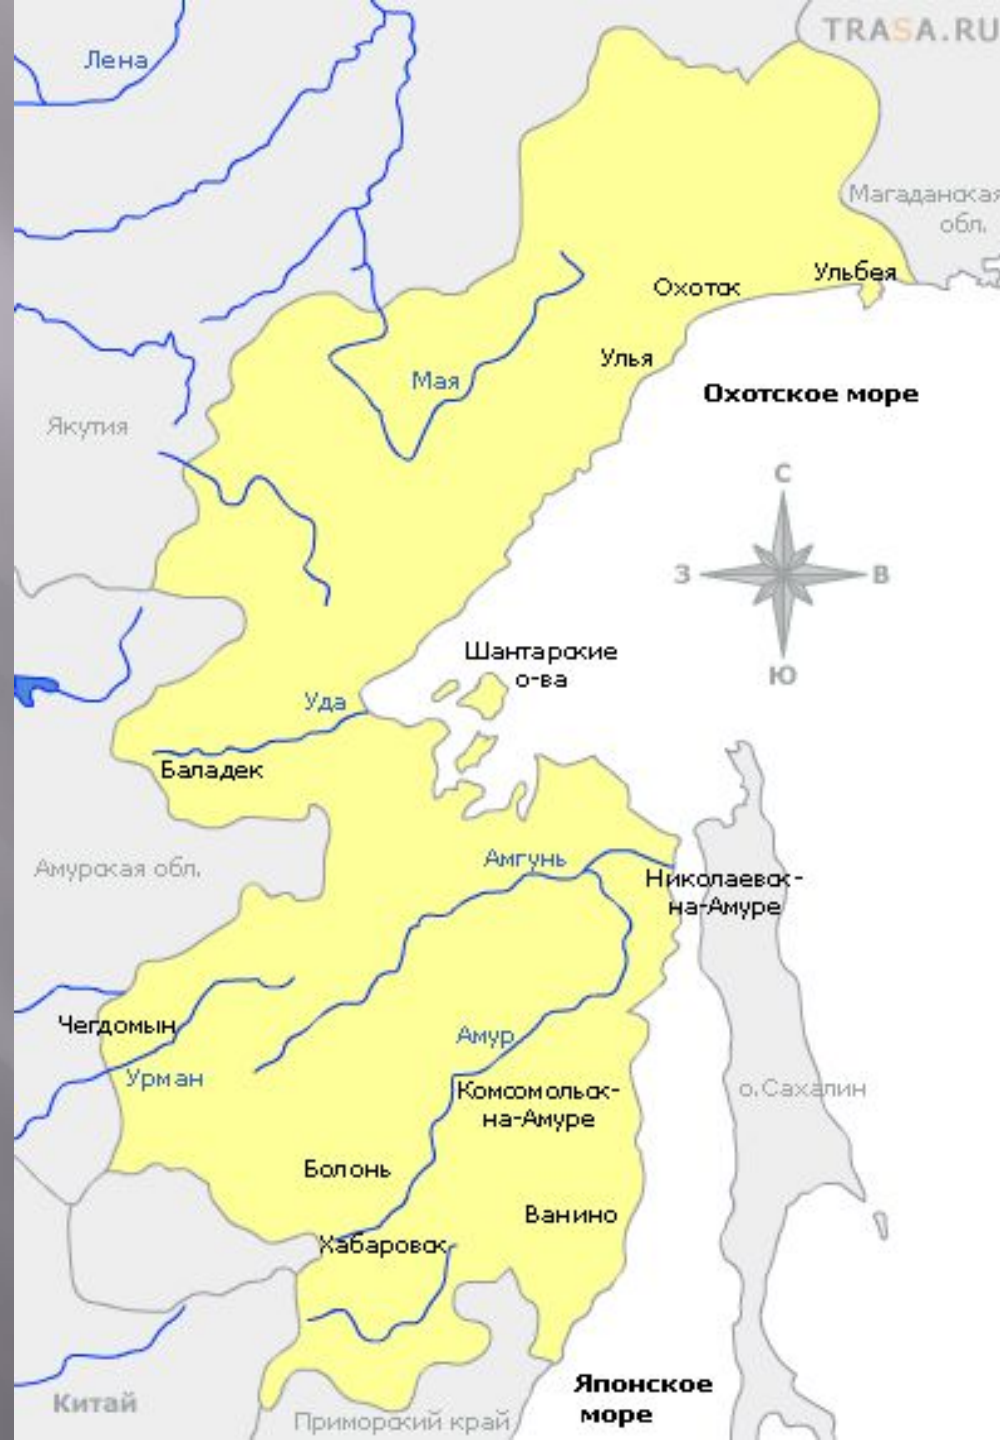 TRASA.RU
Лена
Магаданская
обл.
Ульбея
Охотск
Улья
Мая
Охотское море
Якутия
С
З
В
Ю
Шантарские
о-ва
Уда
Баладек
Амурская обл.
Амгунь
Николаевск-
на-Амуре
Чегдомын
Амур
Урман
Комсомольск-
на-Амуре
о.Сахалин
Болонь
Ванино
Хабаровск
Японское
море
Китай
Приморский край